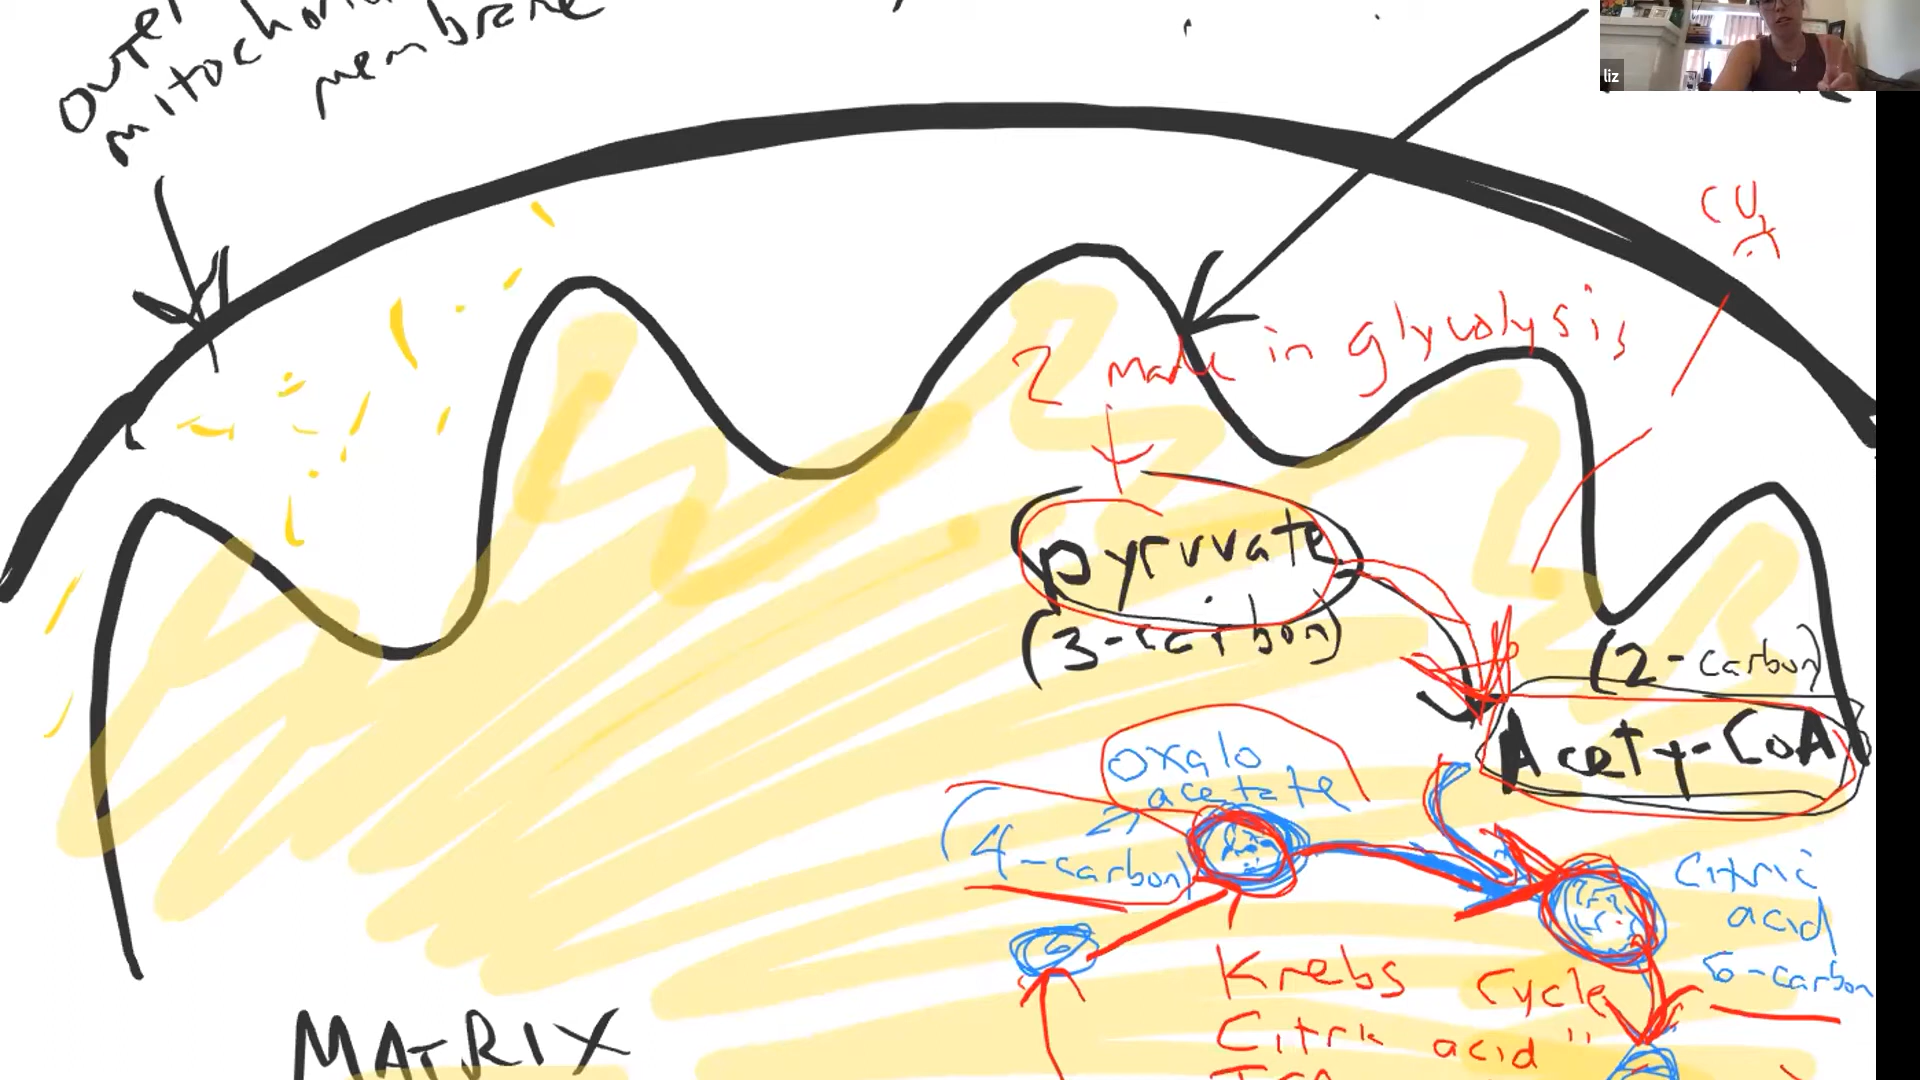 mitochondrial
membrane
liz
2 made in glycolysis
pyruvate
(3-carbon)
(2-carbon)
Acety-CoA
oxalo
acetate
(4-carbon)
Citric
acid
6-carbon
Krebs Cycle
Citric acid "
MATRIX